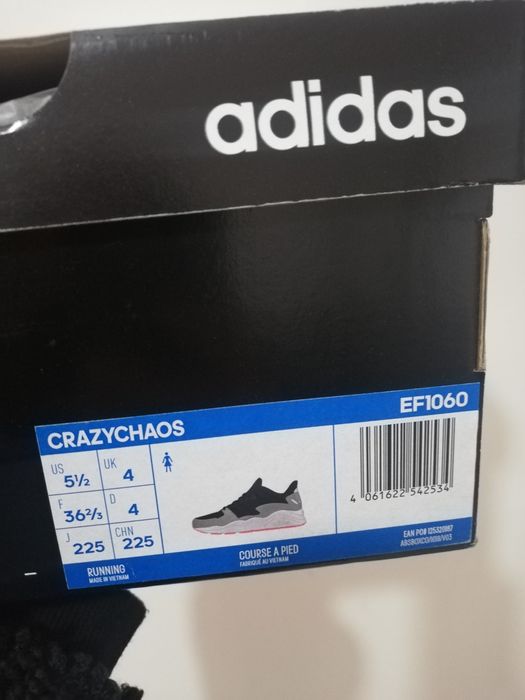 adidas
CRAZYCHAOS
EF1060
US 5½ UK 4
F 36⅔ D 4
J 225 CHN 225
RUNNING
MADE IN VIETNAM
COURSE A PIED
FABRIQUÉ AU VIETNAM
4 061622 542534